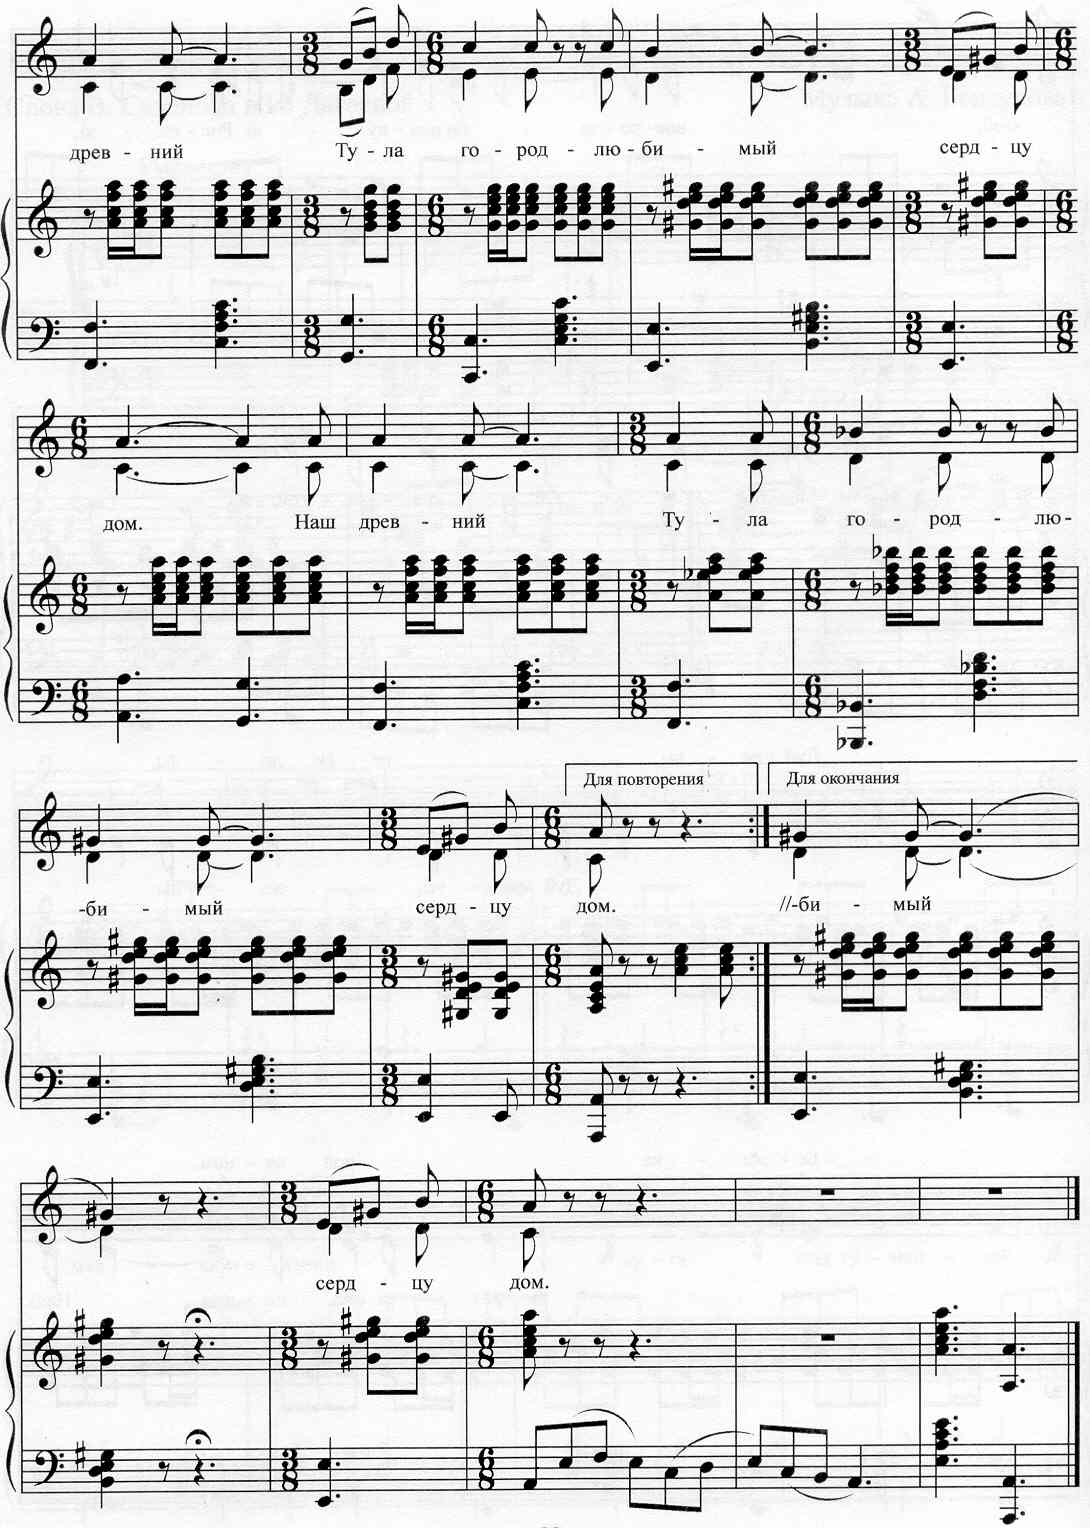 древ - ний Ту - ла го - род - лю - би - мый серд - цу
дом. Наш древ - ний Ту - ла го - род - лю -
Для повторения Для окончания
-би - мый серд - цу дом. //-би - мый
серд - цу дом.